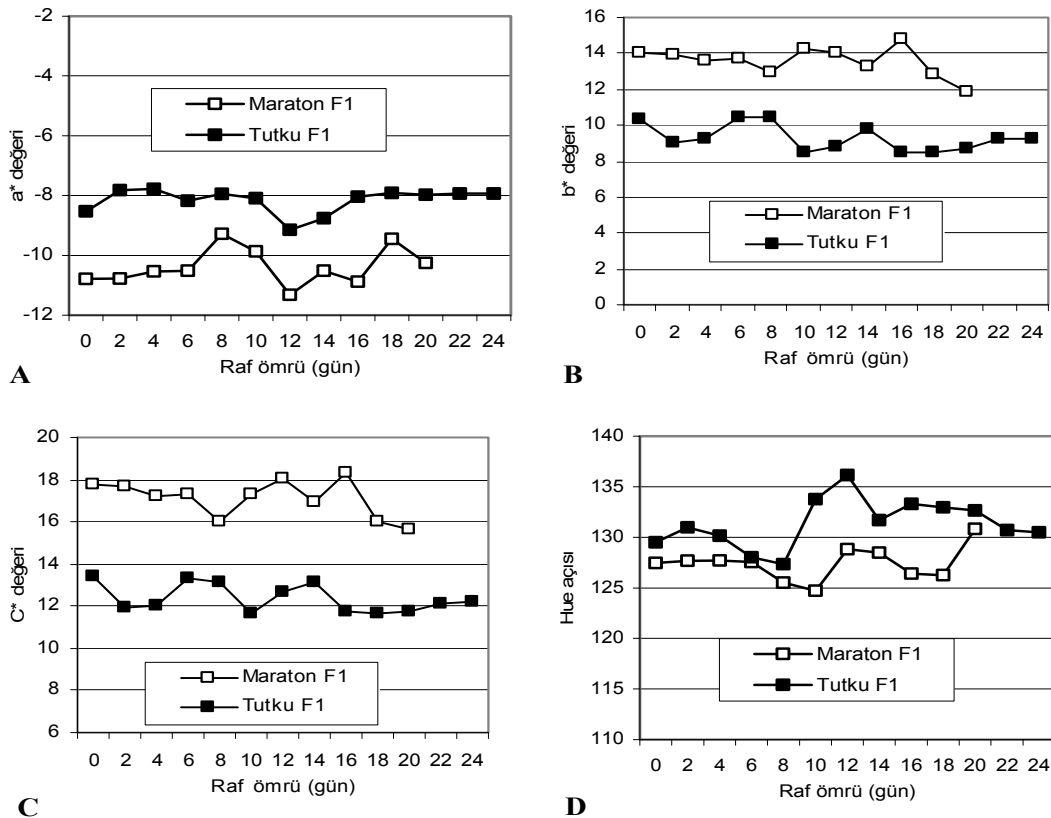 -2
-4
-6
-8
-10
-12
a* değeri
Maraton F1
Tutku F1
0 2 4 6 8 10 12 14 16 18 20 22 24
Raf ömrü (gün)
A
16
14
12
10
8
6
4
2
0
b* değeri
Maraton F1
Tutku F1
0 2 4 6 8 10 12 14 16 18 20 22 24
Raf ömrü (gün)
B
20
18
16
14
12
10
8
6
C* değeri
Maraton F1
Tutku F1
0 2 4 6 8 10 12 14 16 18 20 22 24
Raf ömrü (gün)
C
140
135
130
125
120
115
110
Hue açısı
Maraton F1
Tutku F1
0 2 4 6 8 10 12 14 16 18 20 22 24
Raf ömrü (gün)
D